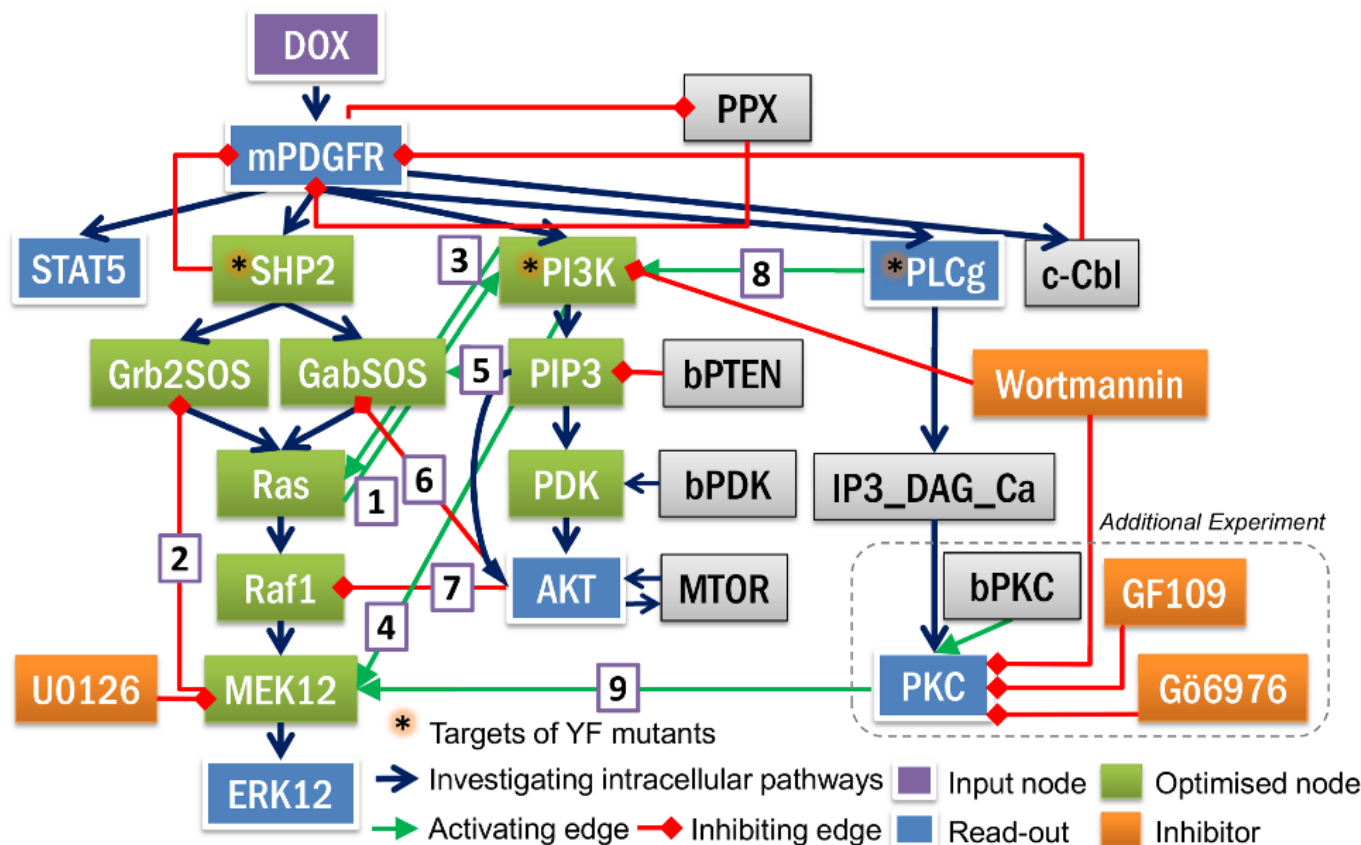 DOX
PPX
mPDGFR
STAT5
*SHP2
3
*PI3K
8
*PLCg
c-Cbl
Grb2SOS
GabSOS
5
PIP3
bPTEN
Wortmannin
Ras
1
6
PDK
bPDK
IP3_DAG_Ca
Additional Experiment
2
Raf1
7
AKT
MTOR
bPKC
GF109
4
U0126
MEK12
9
PKC
Gö6976
* Targets of YF mutants
ERK12
Investigating intracellular pathways
Input node
Optimised node
Activating edge
Inhibiting edge
Read-out
Inhibitor